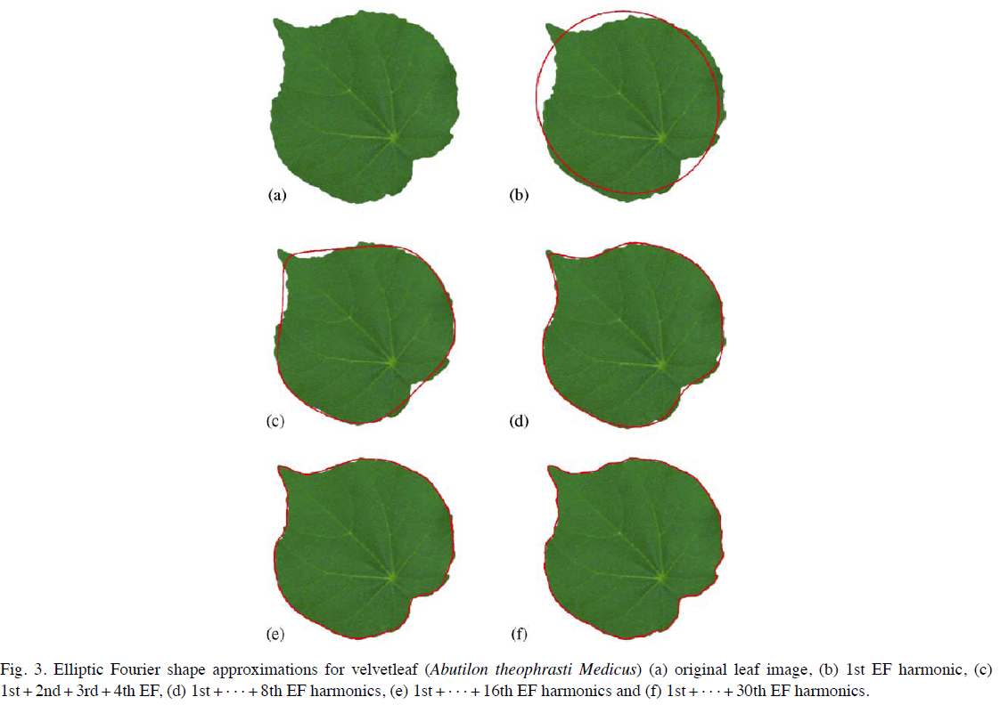 (a)
(b)
(c)
(d)
(e)
(f)
Fig. 3. Elliptic Fourier shape approximations for velvetleaf (Abutilon theophrasti Medicus) (a) original leaf image, (b) 1st EF harmonic, (c)
1st + 2nd + 3rd + 4th EF, (d) 1st + · · · + 8th EF harmonics, (e) 1st + · · · + 16th EF harmonics and (f) 1st + · · · + 30th EF harmonics.